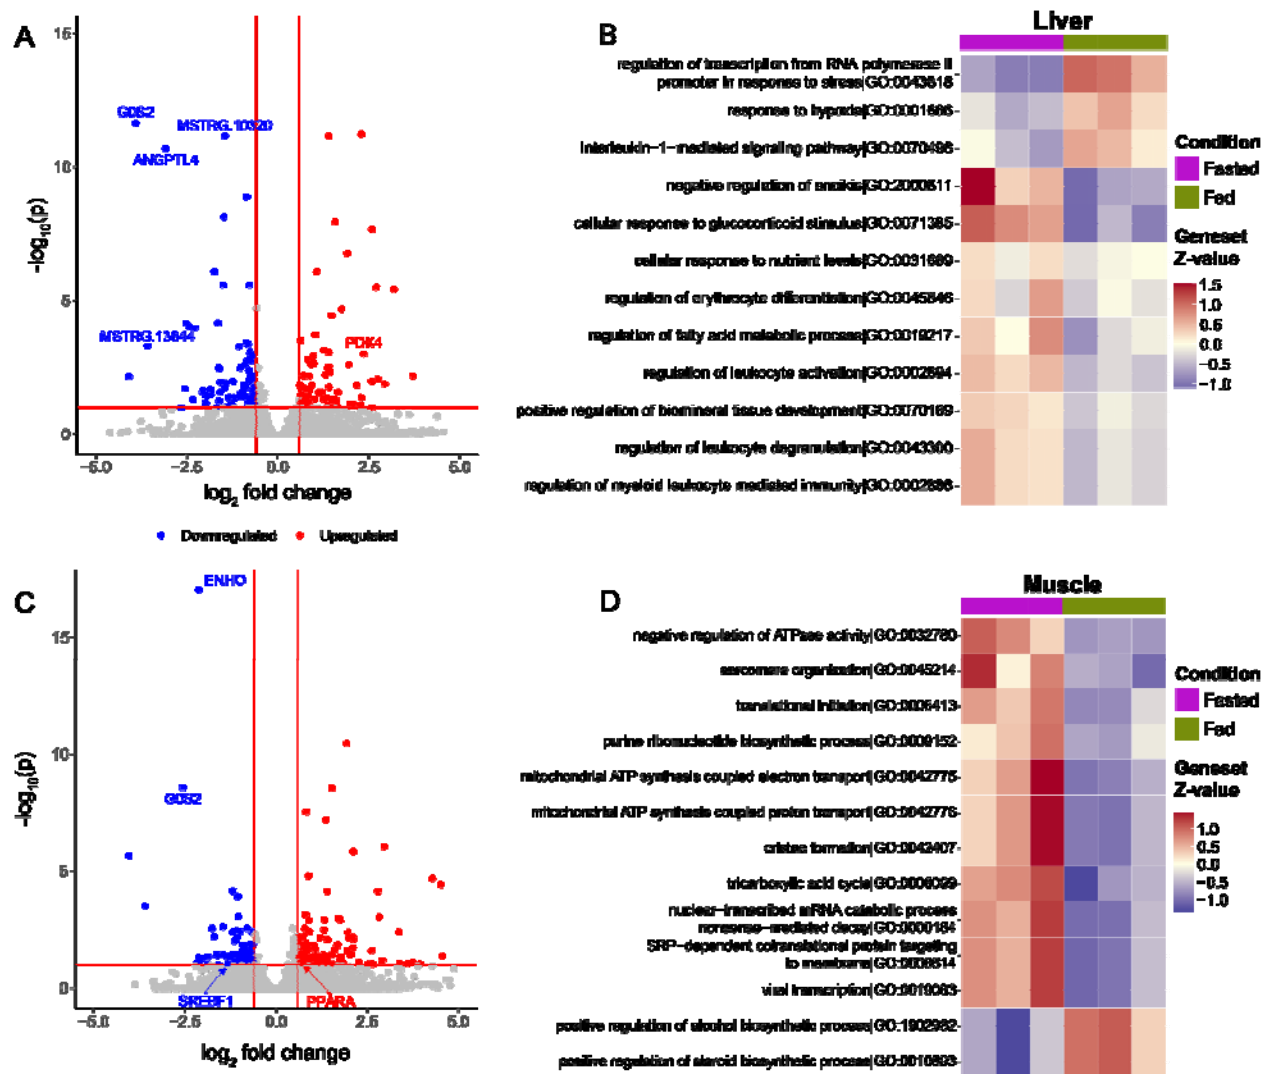 A
15
10
5
0
-log10(p)
G0S2
MSTRG.10320
ANGPTL4
MSTRG.13844
PDK4
−5.0 −2.5 0.0 2.5 5.0
log2 fold change
Downregulated Upregulated
B
Liver
regulation of transcription from RNA polymerase II
promoter in response to stress|GO:0043618
response to hypoxia|GO:0001666
interleukin−1−mediated signaling pathway|GO:0070498
negative regulation of anoikis|GO:2000811
cellular response to glucocorticoid stimulus|GO:0071385
cellular response to nutrient levels|GO:0031669
regulation of erythrocyte differentiation|GO:0045646
regulation of fatty acid metabolic process|GO:0019217
regulation of leukocyte activation|GO:0002694
positive regulation of biomineral tissue development|GO:0070169
regulation of leukocyte degranulation|GO:0043300
regulation of myeloid leukocyte mediated immunity|GO:0002886
Condition
Fasted
Fed
Geneset
Z-value
1.5
1.0
0.5
0.0
−0.5
−1.0
C
15
10
5
0
-log10(p)
ENHO
G0S2
SREBF1
PPARA
−5.0 −2.5 0.0 2.5 5.0
log2 fold change
D
Muscle
negative regulation of ATPase activity|GO:0032780
sarcomere organization|GO:0045214
translational initiation|GO:0006413
purine ribonucleotide biosynthetic process|GO:0009152
mitochondrial ATP synthesis coupled electron transport|GO:0042775
mitochondrial ATP synthesis coupled proton transport|GO:0042776
cristae formation|GO:0042407
tricarboxylic acid cycle|GO:0006099
nuclear−transcribed mRNA catabolic process
nonsense−mediated decay|GO:0000184
SRP−dependent cotranslational protein targeting
to membrane|GO:0006614
viral transcription|GO:0019083
positive regulation of alcohol biosynthetic process|GO:1902932
positive regulation of steroid biosynthetic process|GO:0010893
Condition
Fasted
Fed
Geneset
Z-value
1.0
0.5
0.0
−0.5
−1.0